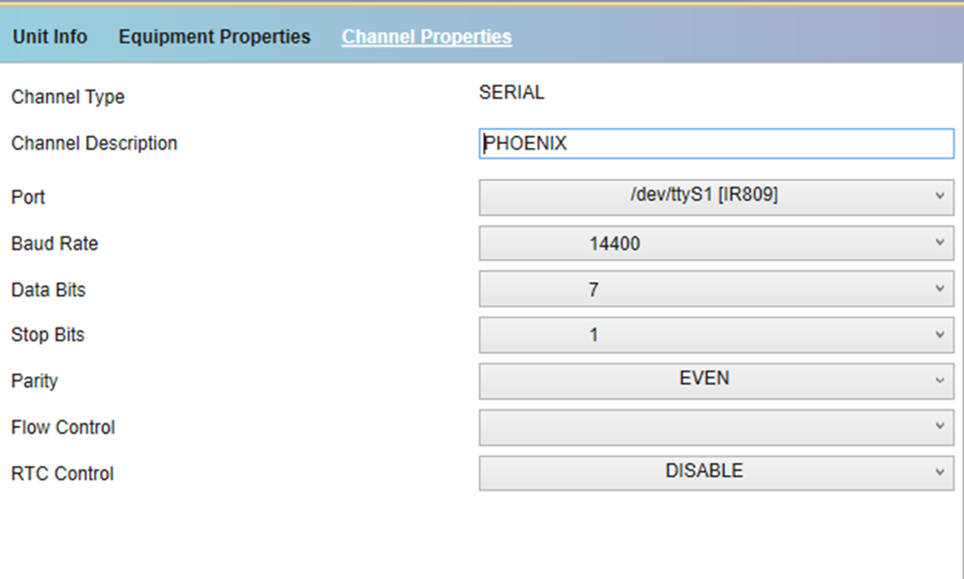 Unit Info Equipment Properties Channel Properties
Channel Type SERIAL
Channel Description PHOENIX
Port /dev/ttyS1 [IR809]
Baud Rate 14400
Data Bits 7
Stop Bits 1
Parity EVEN
Flow Control
RTC Control DISABLE